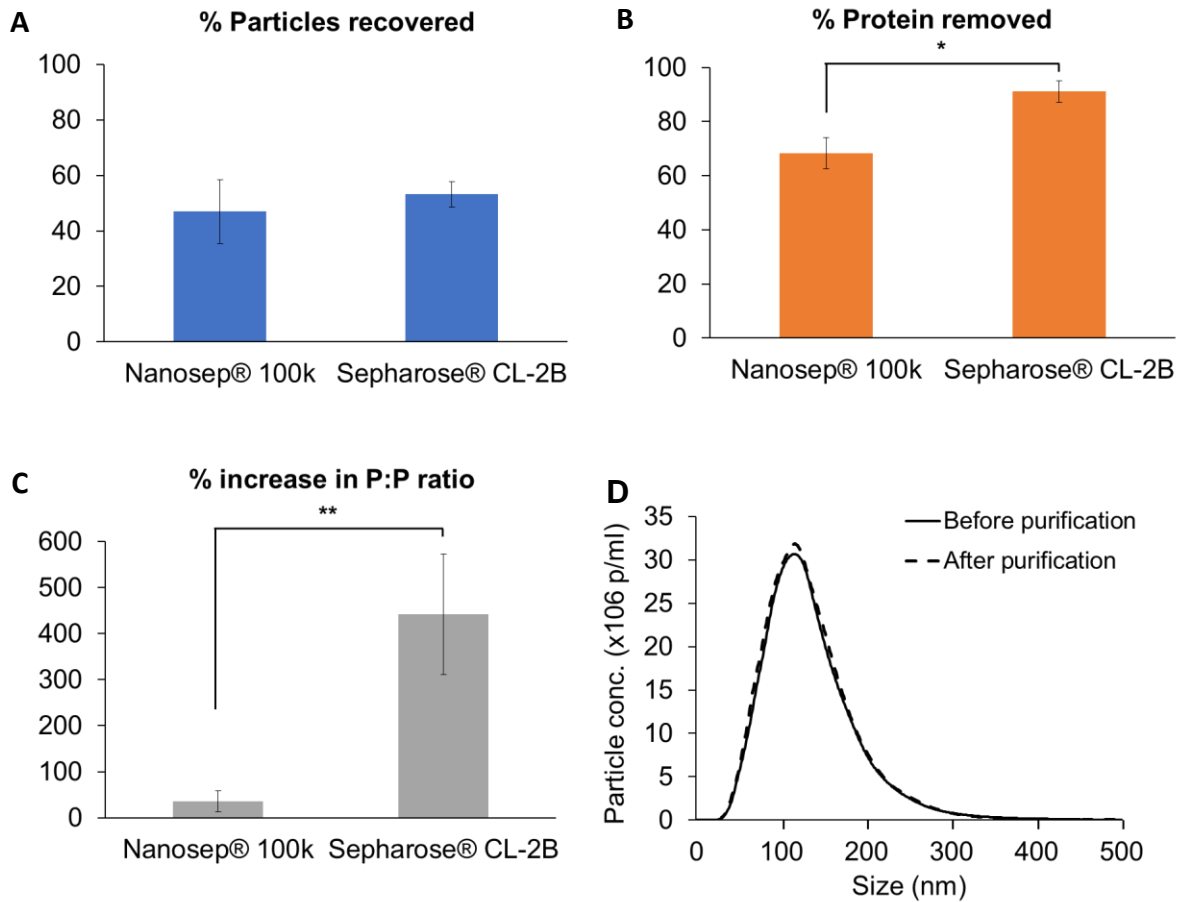 A
% Particles recovered
100
80
60
40
20
0
Nanosep® 100k
Sepharose® CL-2B
B
% Protein removed
*
100
80
60
40
20
0
Nanosep® 100k
Sepharose® CL-2B
C
% increase in P:P ratio
**
600
500
400
300
200
100
0
Nanosep® 100k
Sepharose® CL-2B
D
Particle conc. (x106 p/ml)
35
30
25
20
15
10
5
0
Before purification
After purification
0
100
200
300
400
500
Size (nm)